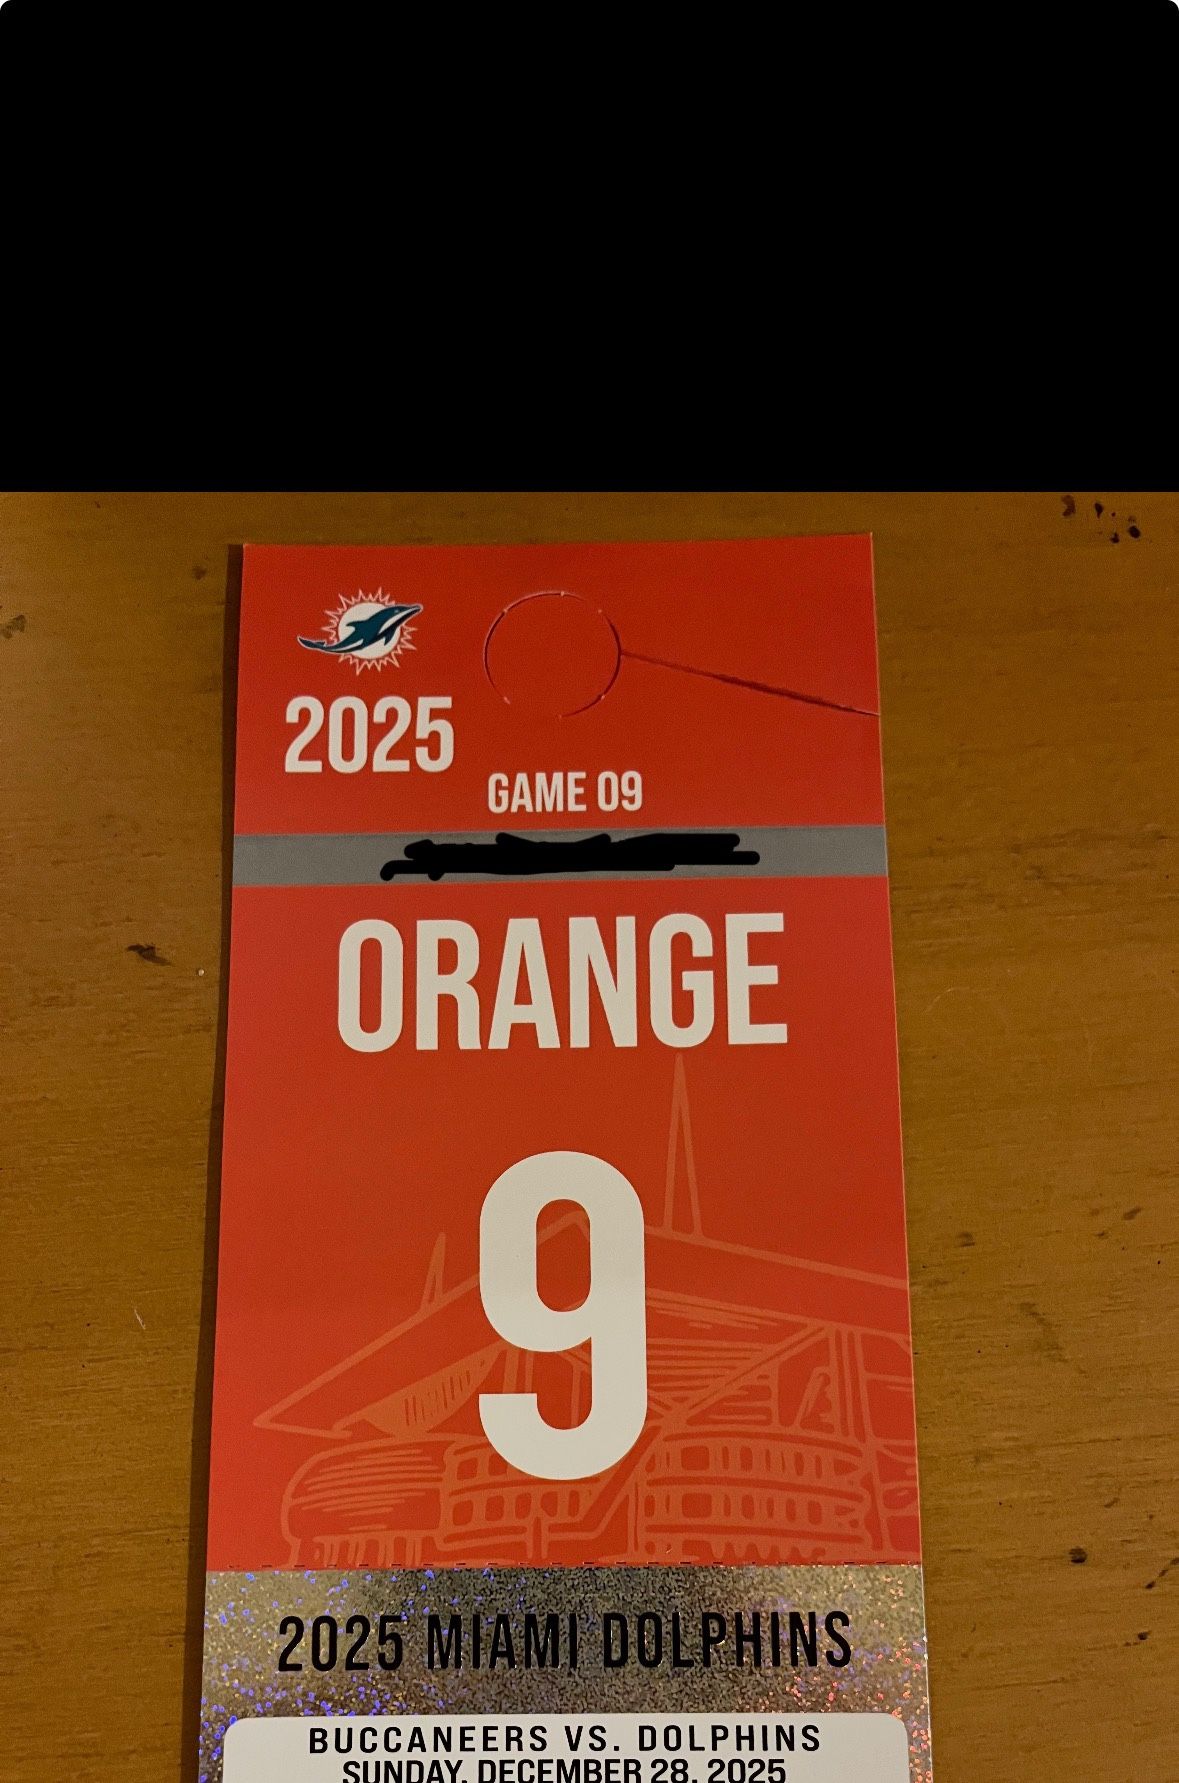 2025
GAME 09
ORANGE
9
2025 MIAMI DOLPHINS
BUCCANEERS VS. DOLPHINS
SUNDAY, DECEMBER 28, 2025